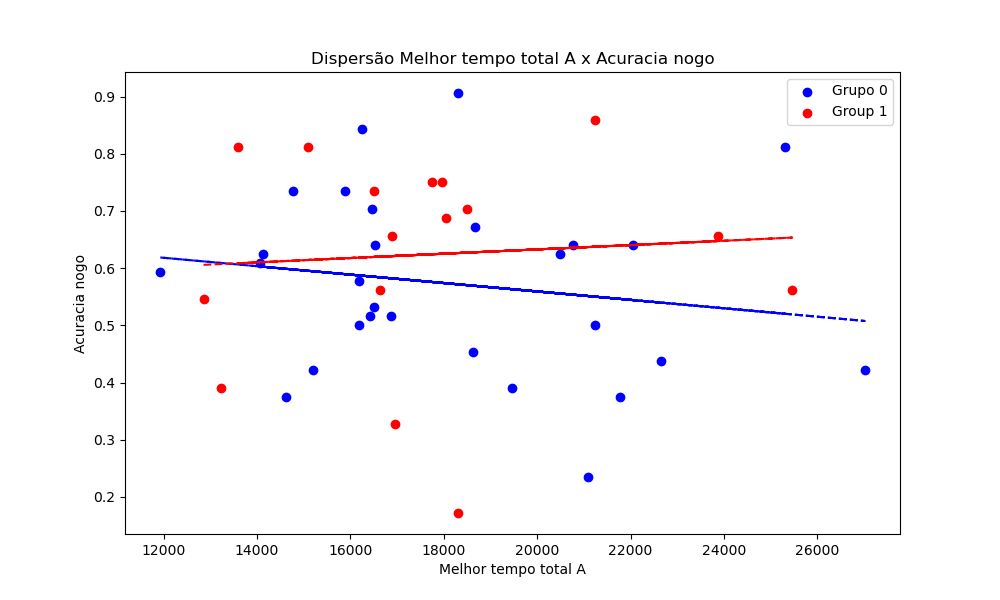 Dispersão Melhor tempo total A x Acuracia nogo
Grupo 0
Group 1
Acuracia nogo
0.9
0.8
0.7
0.6
0.5
0.4
0.3
0.2
12000 14000 16000 18000 20000 22000 24000 26000
Melhor tempo total A